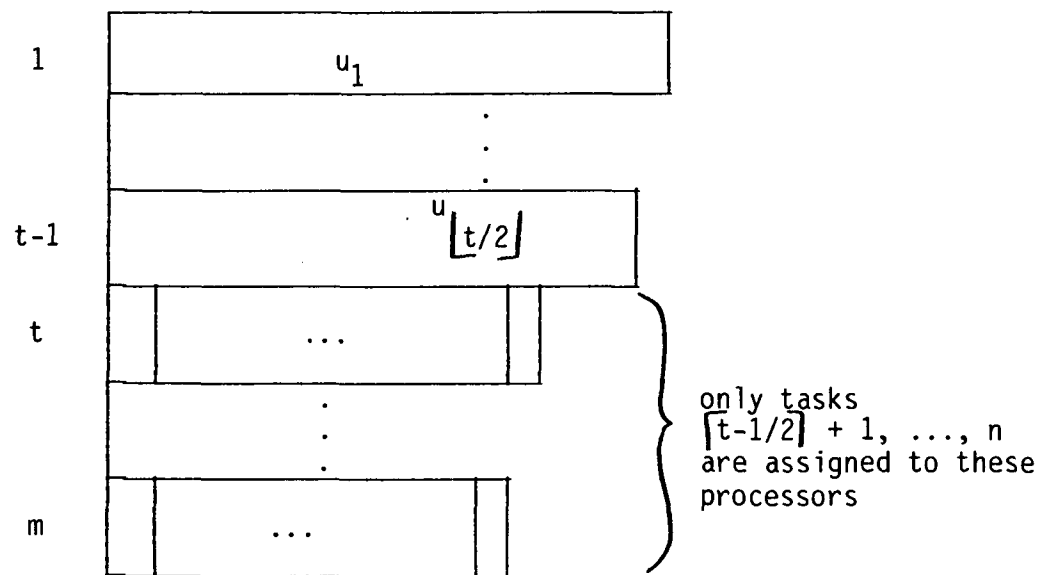 1
u₁
.
.
.
t-1
u⌊t/2⌋
t
...
.
.
.
only tasks
⌈t-1/2⌉ + 1, ..., n
are assigned to these
processors
m
...